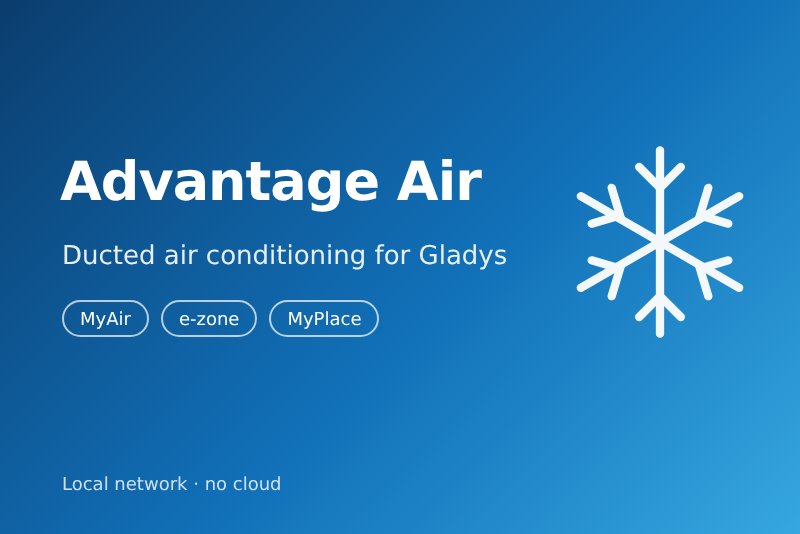 Advantage Air
Ducted air conditioning for Gladys
MyAir e-zone MyPlace
Local network · no cloud